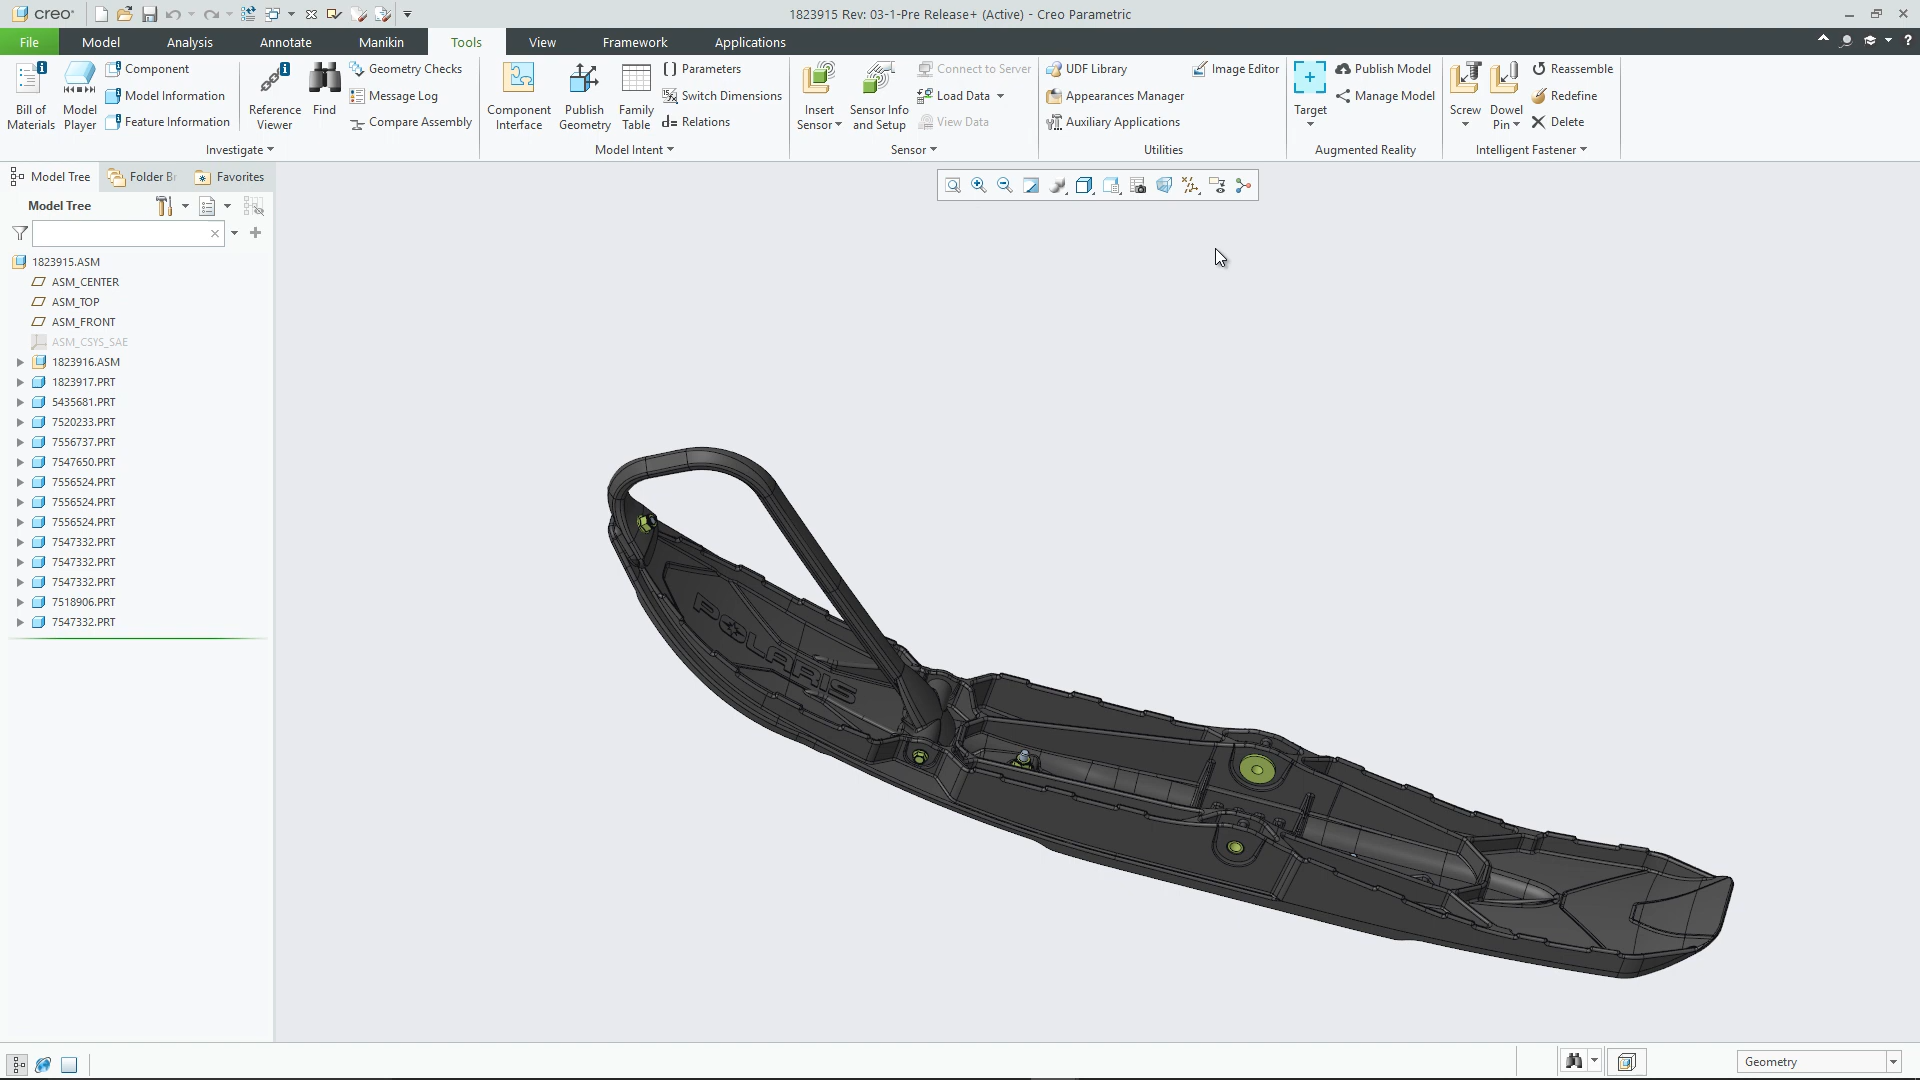 creo
1823915 Rev: 03-1-Pre Release+ (Active) - Creo Parametric
File Model Analysis Annotate Manikin Tools View Framework Applications
Bill of Materials
Model Player
Component
Model Information
Feature Information
Reference Viewer
Find
Geometry Checks
Message Log
Compare Assembly
Investigate
Component Interface
Publish Geometry
Family Table
Parameters
Switch Dimensions
d= Relations
Model Intent
Insert Sensor
Sensor Info and Setup
Connect to Server
Load Data
View Data
Sensor
UDF Library
Appearances Manager
Auxiliary Applications
Image Editor
Utilities
Target
Publish Model
Manage Model
Augmented Reality
Screw
Dowel Pin
Reassemble
Redefine
Delete
Intelligent Fastener
Model Tree Folder Br Favorites
Model Tree
1823915.ASM
ASM_CENTER
ASM_TOP
ASM_FRONT
ASM_CSYS_SAE
1823916.ASM
1823917.PRT
5435681.PRT
7520233.PRT
7556737.PRT
7547650.PRT
7556524.PRT
7556524.PRT
7556524.PRT
7547332.PRT
7547332.PRT
7547332.PRT
7518906.PRT
7547332.PRT
POLARIS
Geometry